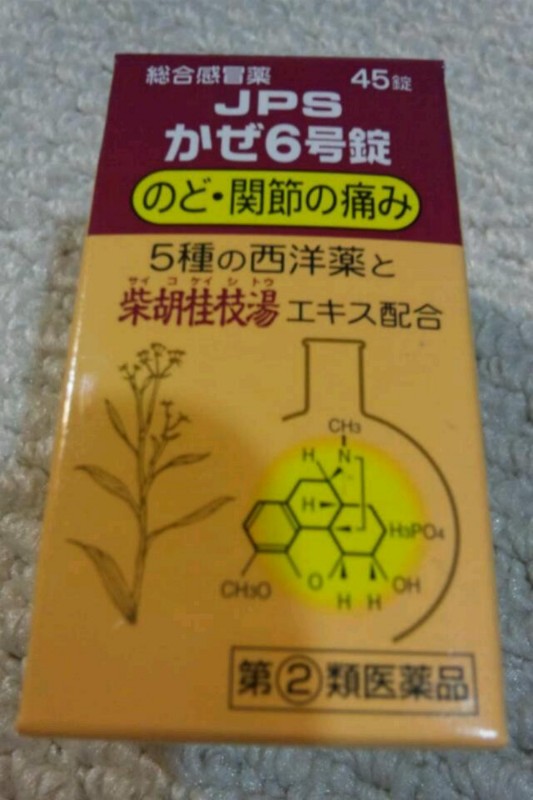 総合感冒薬 45錠
JPS
かぜ6号錠
のど・関節の痛み
5種の西洋薬と
サイ コ ケイ シ トウ
柴胡桂枝湯エキス配合
CH3
H N
H
H3PO4
CH3O O OH
H H
第②類医薬品